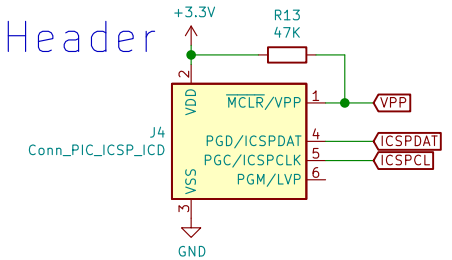 +3.3V
R13
47K
Header
2
VDD
MCLR/VPP
1
VPP
J4
Conn_PIC_ICSP_ICD
PGD/ICSPDAT
4
ICSPDAT
PGC/ICSPCLK
5
ICSPCL
PGM/LVP
6
VSS
3
GND